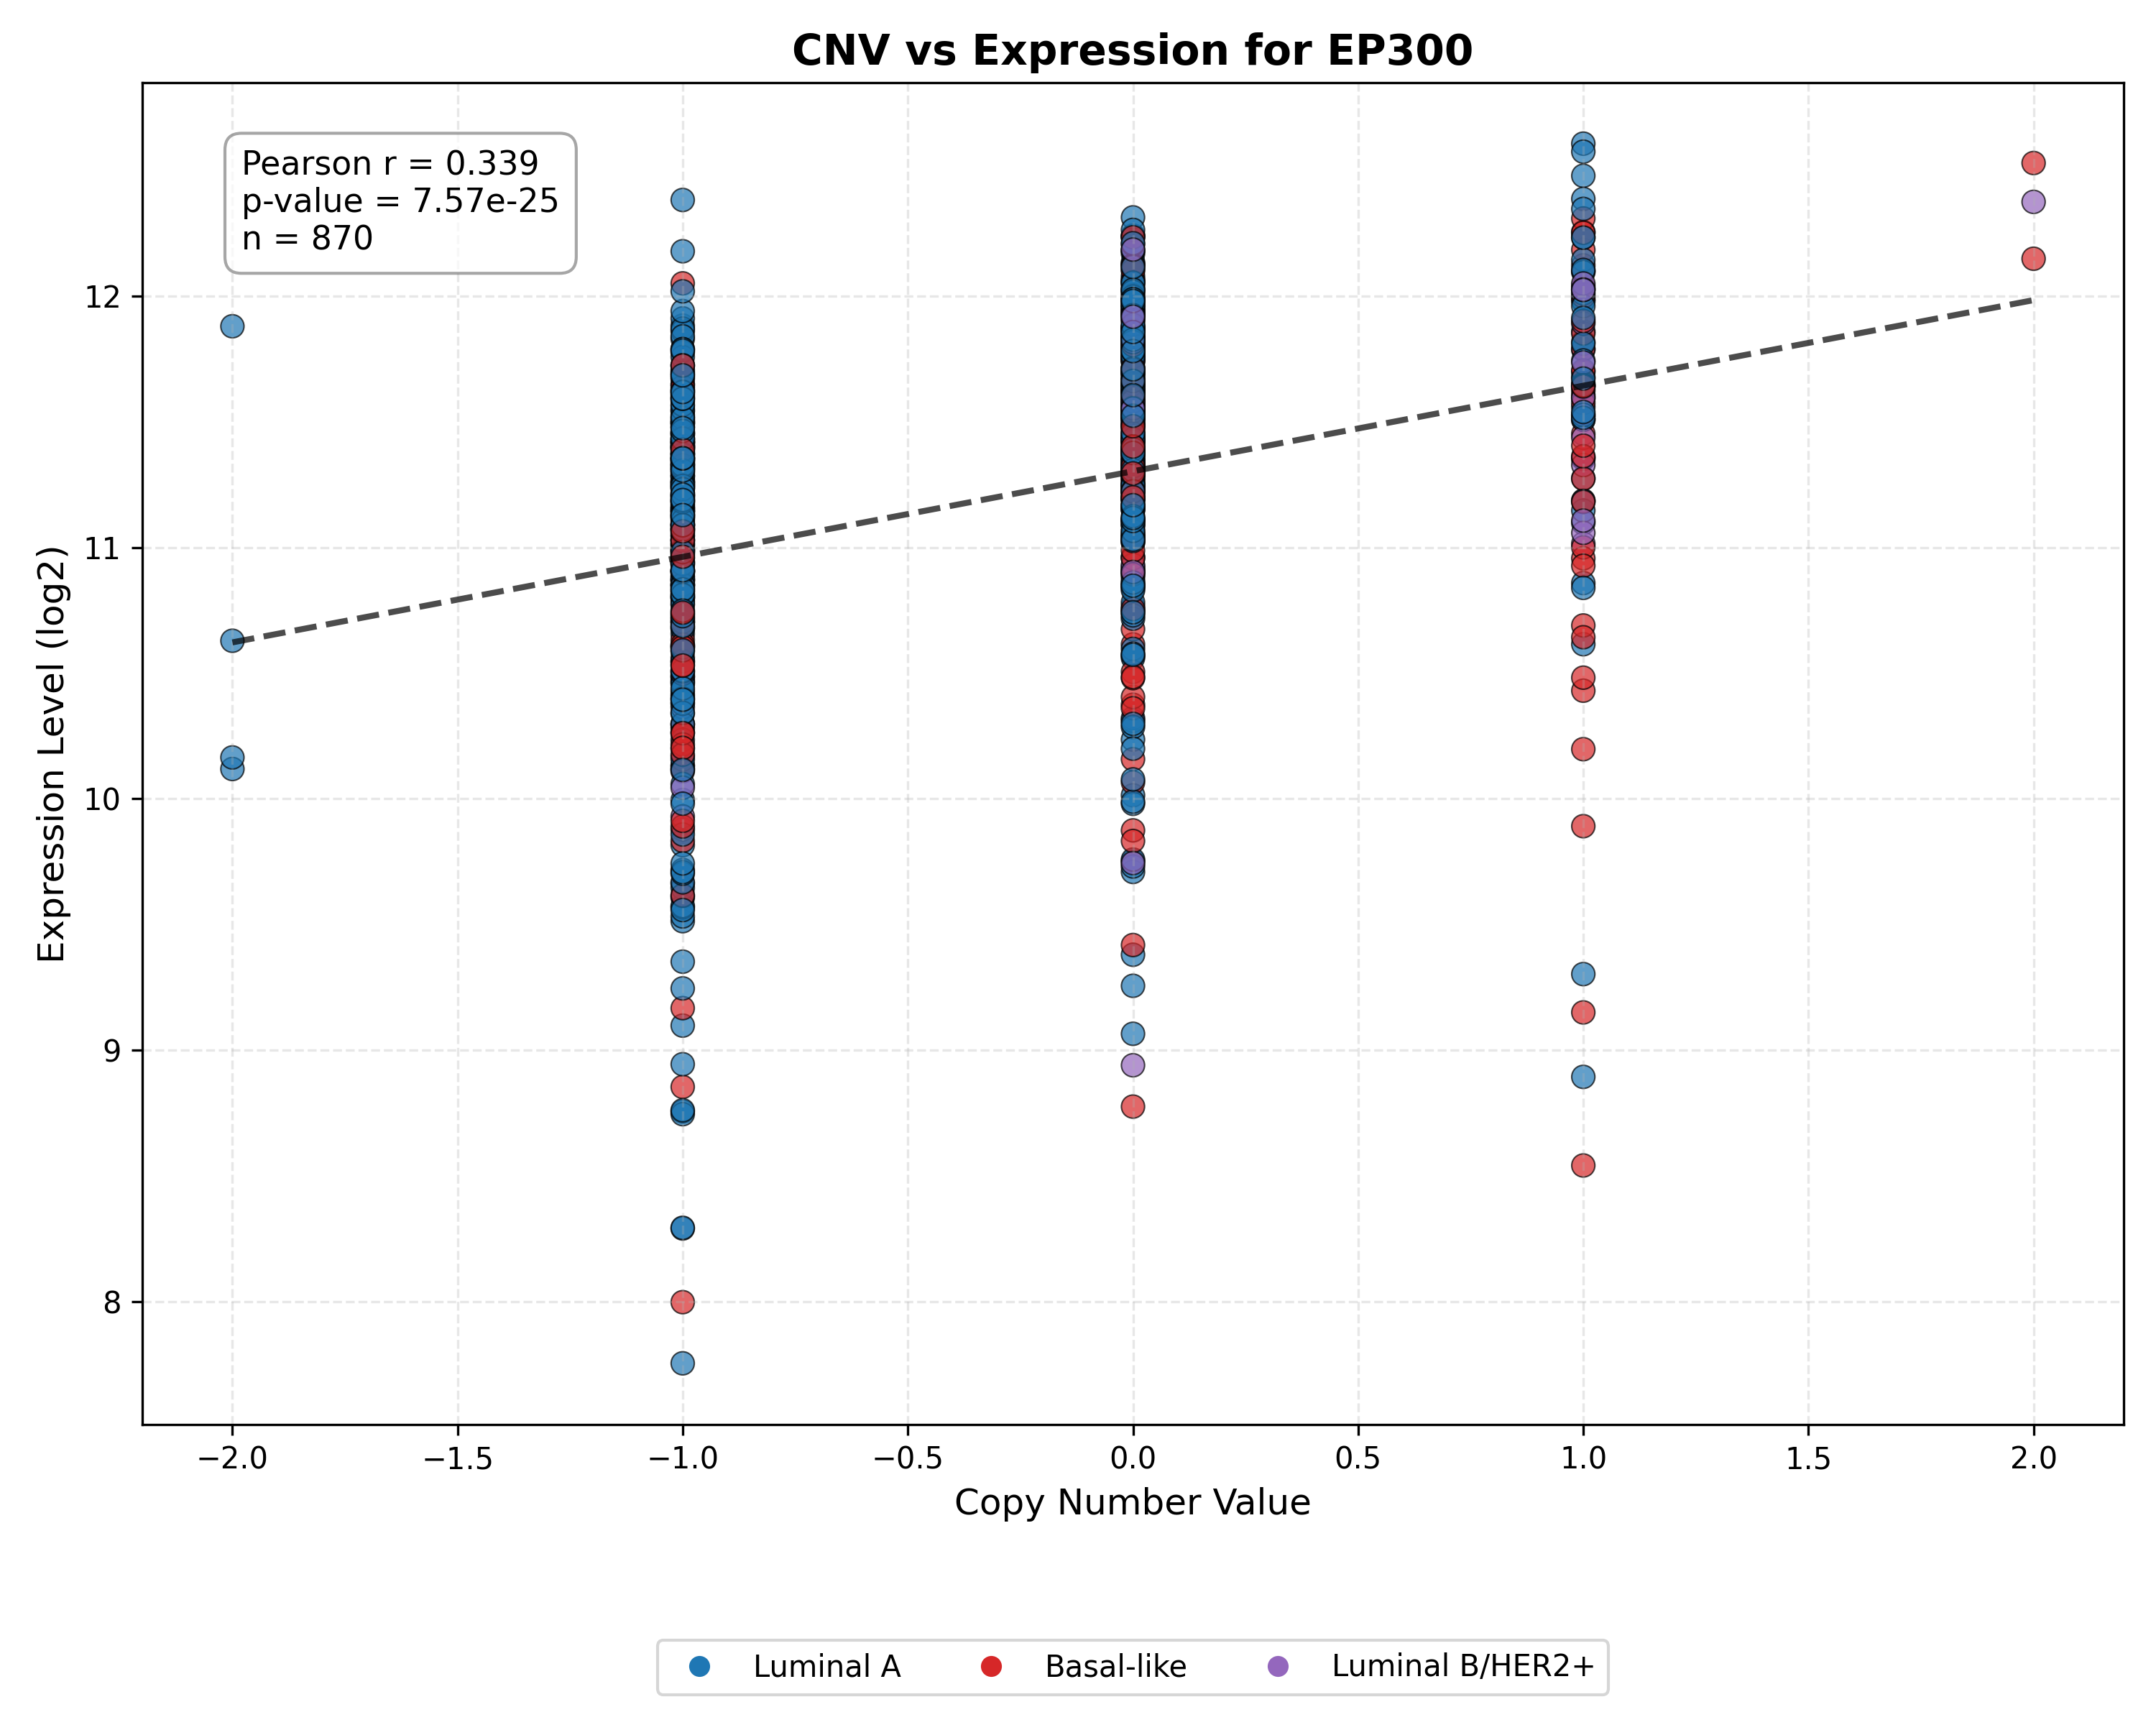 CNV vs Expression for EP300
Pearson r = 0.339
p-value = 7.57e-25
n = 870
Expression Level (log2)
12
11
10
9
8
−2.0 −1.5 −1.0 −0.5 0.0 0.5 1.0 1.5 2.0
Copy Number Value
Luminal A Basal-like Luminal B/HER2+